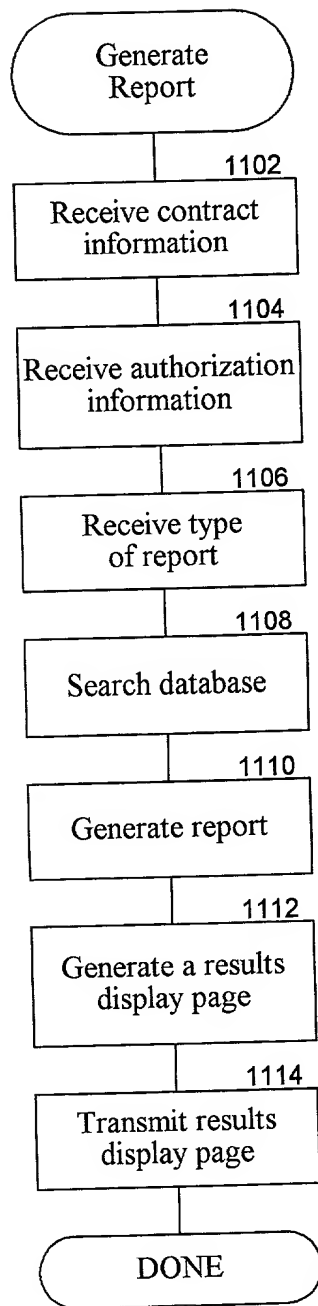 Generate
Report
1102
Receive contract
information
1104
Receive authorization
information
1106
Receive type
of report
1108
Search database
1110
Generate report
1112
Generate a results
display page
1114
Transmit results
display page
DONE